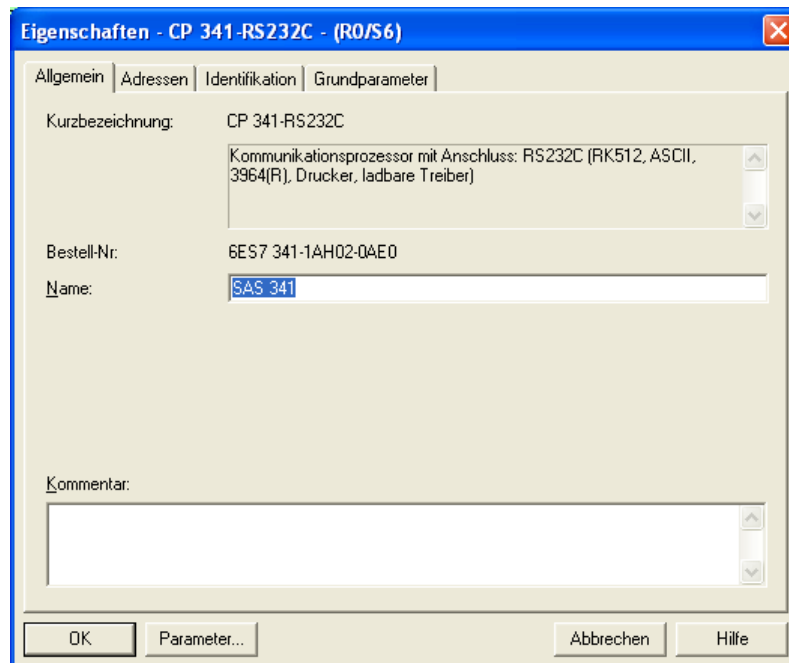 Eigenschaften - CP 341-RS232C - (R0/S6)
Allgemein Adressen Identifikation Grundparameter
Kurzbezeichnung: CP 341-RS232C
Kommunikationsprozessor mit Anschluss: RS232C (RK512, ASCII,
3964(R), Drucker, ladbare Treiber)
Bestell-Nr: 6ES7 341-1AH02-0AE0
Name: SAS 341
Kommentar:
OK Parameter... Abbrechen Hilfe